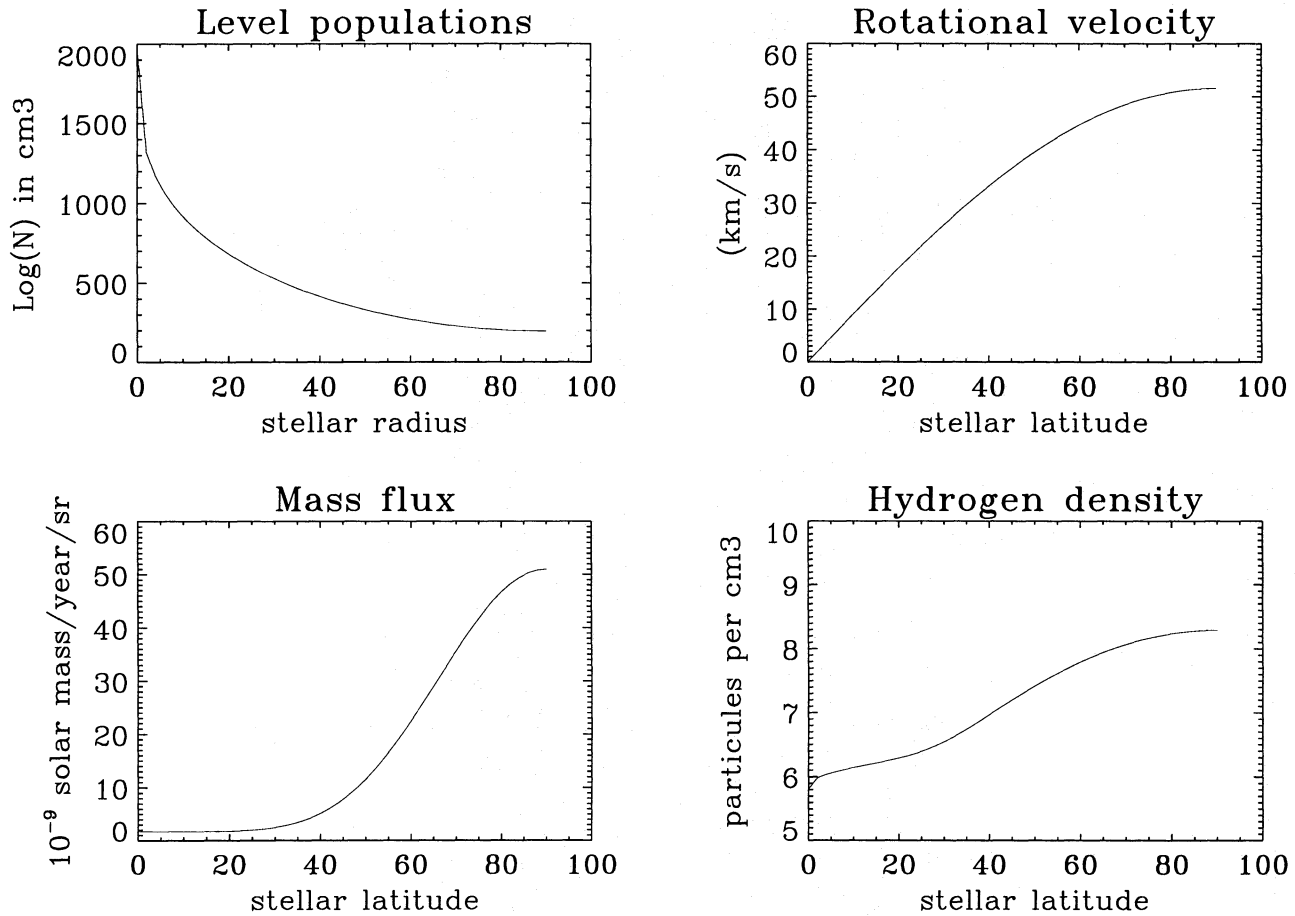 Level populations
Log(N) in cm3
2000
1500
1000
500
0
0 20 40 60 80 100
stellar radius
Rotational velocity
(km/s)
60
50
40
30
20
10
0
0 20 40 60 80 100
stellar latitude
Mass flux
10⁻⁹ solar mass/year/sr
60
50
40
30
20
10
0
0 20 40 60 80 100
stellar latitude
Hydrogen density
particules per cm3
10
9
8
7
6
5
0 20 40 60 80 100
stellar latitude